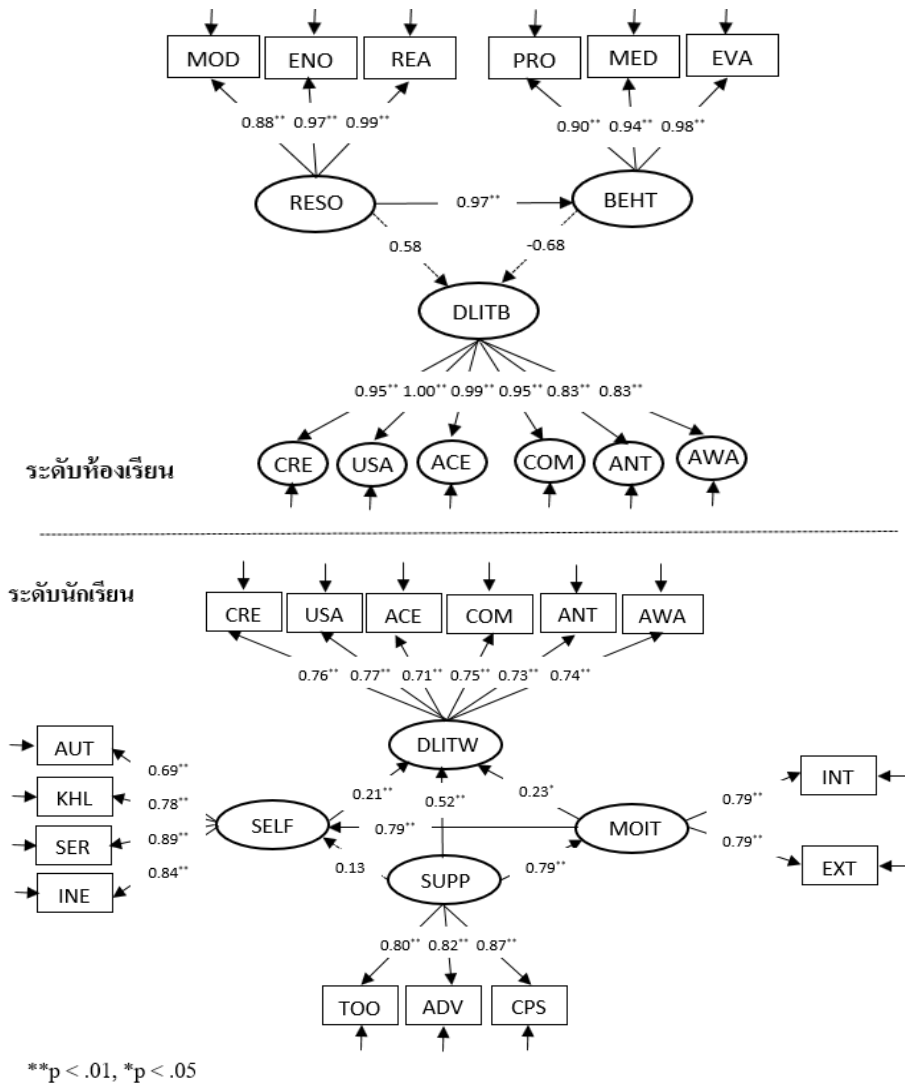 MOD ENO REA PRO MED EVA
0.88** 0.97** 0.99** 0.90** 0.94** 0.98**
RESO 0.97** BEHT
0.58 -0.68
DLITB
0.95** 1.00** 0.99** 0.95** 0.83** 0.83**
CRE USA ACE COM ANT AWA
ระดับห้องเรียน
ระดับนักเรียน
CRE USA ACE COM ANT AWA
0.76** 0.77** 0.71** 0.75** 0.73** 0.74**
DLITW
AUT
0.69**
KHL
0.78**
SER
0.89**
INE
0.84**
SELF
0.21** 0.52** 0.23*
0.79**
MOIT
0.13
SUPP
0.79**
INT
0.79**
0.79**
EXT
0.80** 0.82** 0.87**
TOO ADV CPS
**p < .01, *p < .05